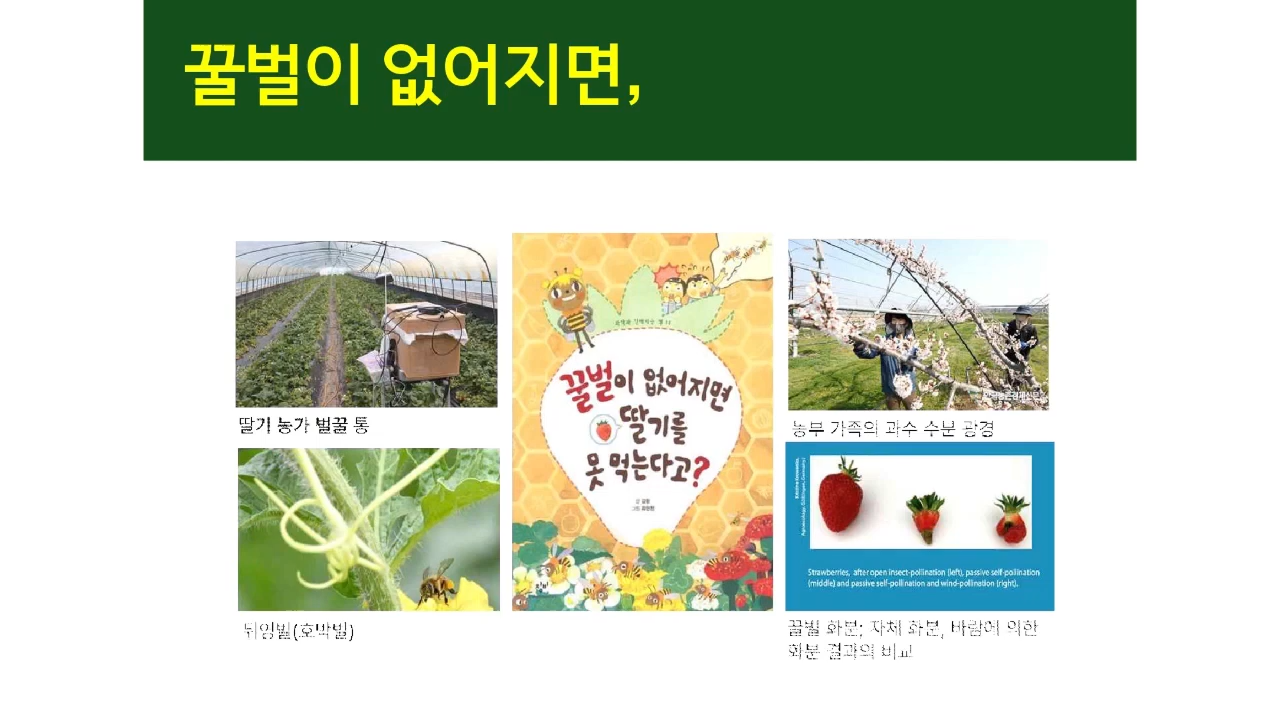 꿀벌이 없어지면,
딸기 농가 벌꿀 통
꿀벌이 없어지면
딸기를
못 먹는다고?
농부 가족의 과수 수분 광경
Strawberries, after open insect-pollination (left), passive self-pollination
(middle) and passive self-pollination and wind-pollination (right).
뒤영벌(호박벌)
꿀벌 화분; 자체 화분, 바람에 의한
화분 결과의 비교